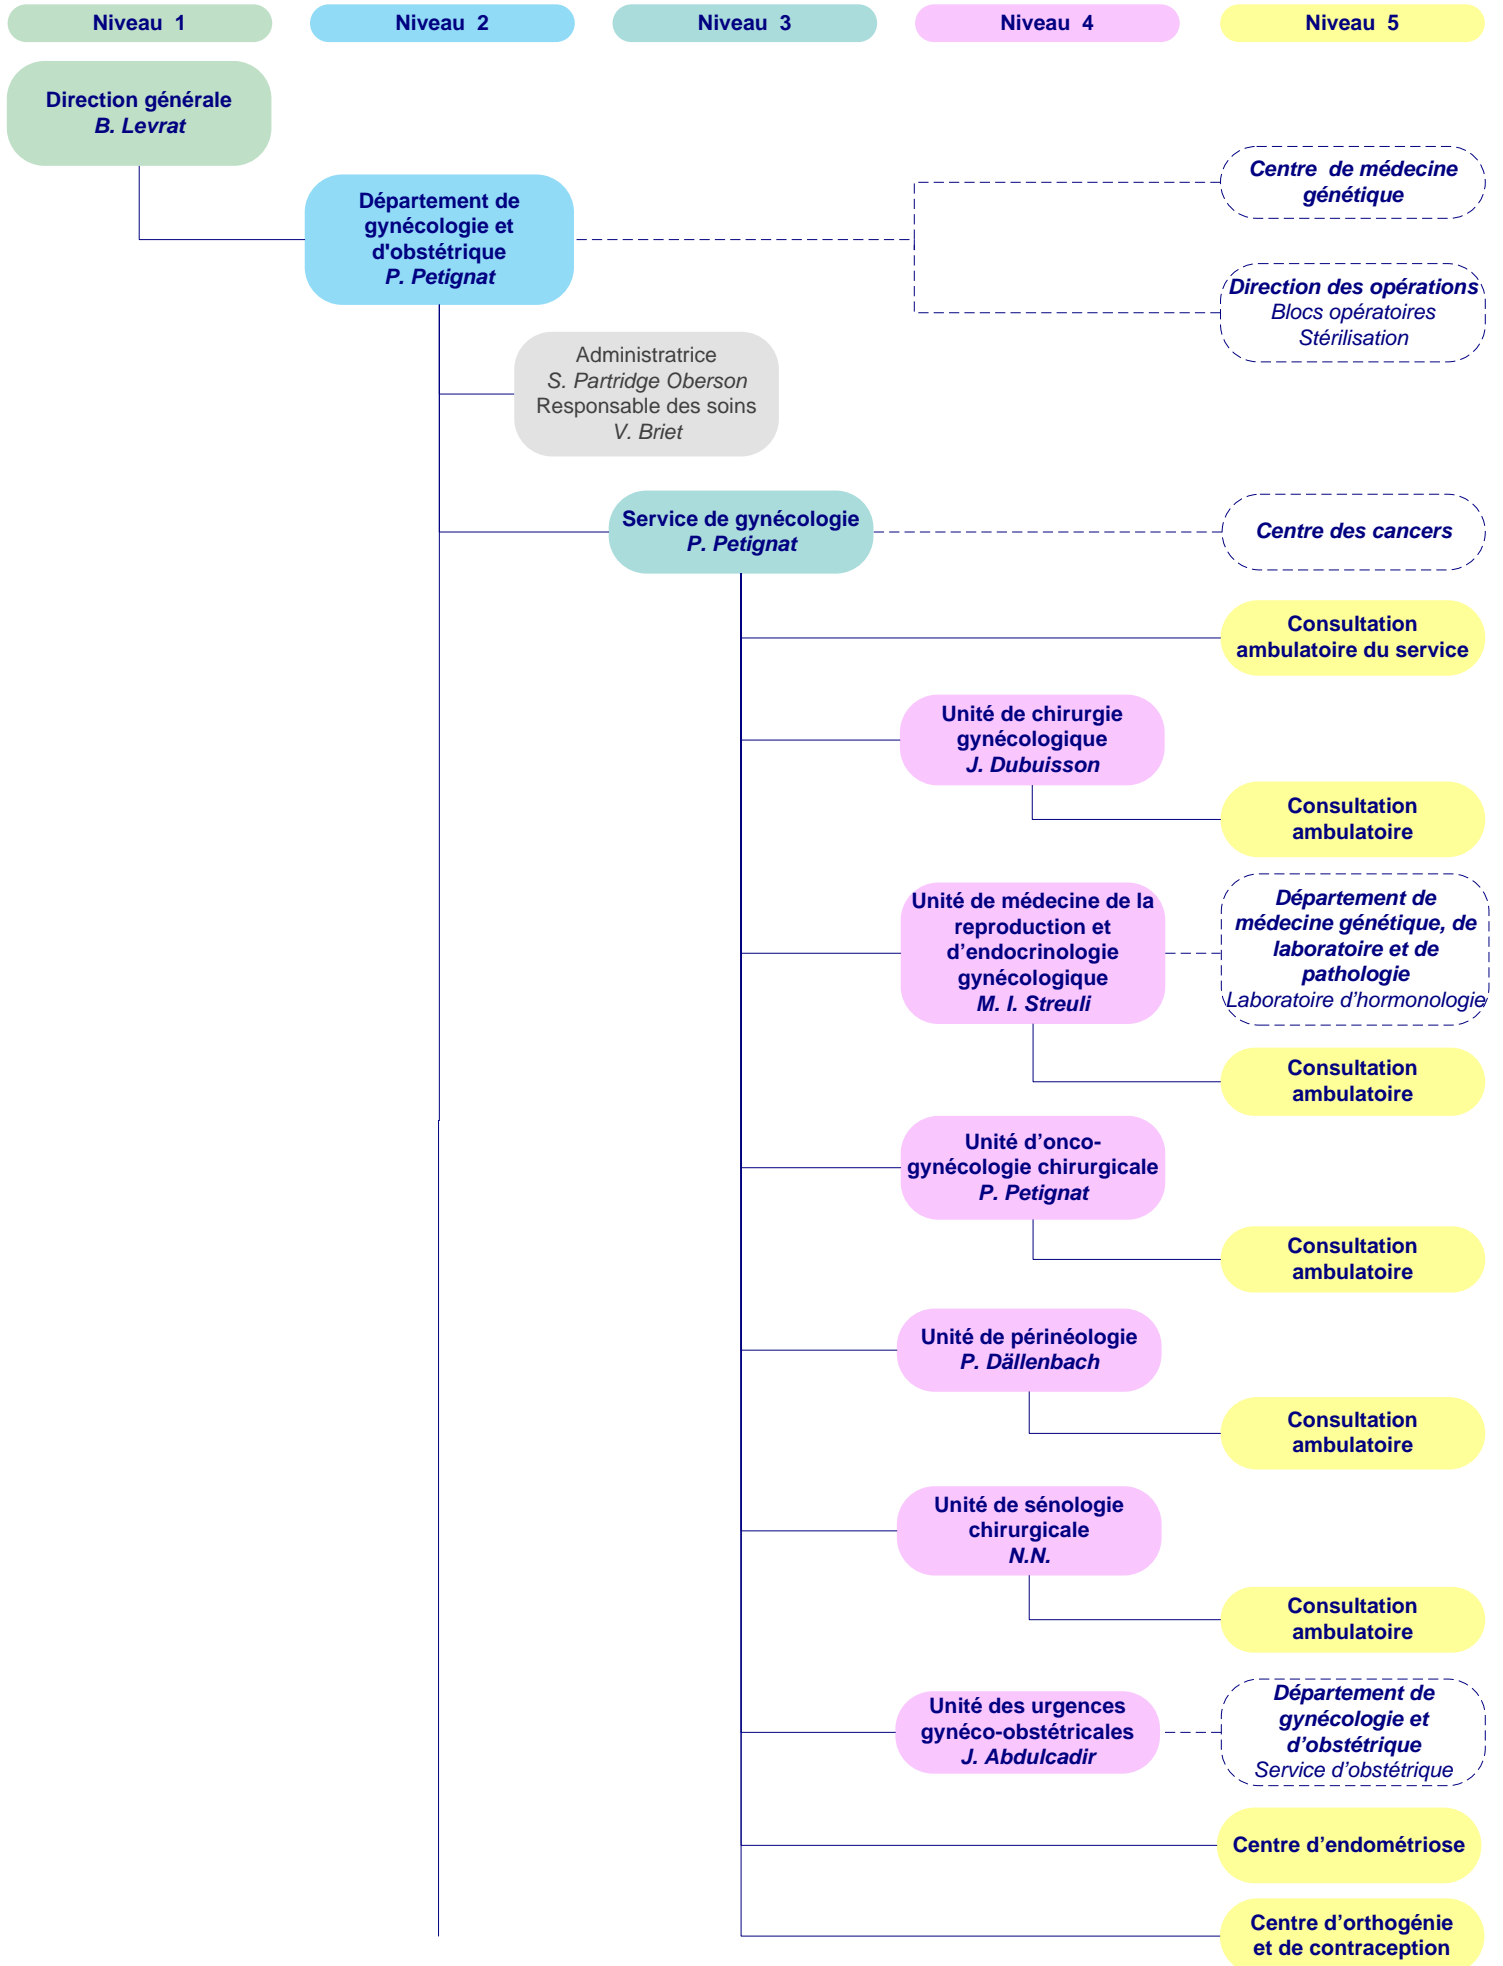 Niveau 1
Niveau 2
Niveau 3
Niveau 4
Niveau 5
Direction générale
B. Levrat
Département de
gynécologie et
d'obstétrique
P. Petignat
Centre de médecine
génétique
Direction des opérations
Blocs opératoires
Stérilisation
Administratrice
S. Partridge Oberson
Responsable des soins
V. Briet
Service de gynécologie
P. Petignat
Centre des cancers
Consultation
ambulatoire du service
Unité de chirurgie
gynécologique
J. Dubuisson
Consultation
ambulatoire
Unité de médecine de la
reproduction et
d’endocrinologie
gynécologique
M. I. Streuli
Département de
médecine génétique, de
laboratoire et de
pathologie
Laboratoire d’hormonologie
Consultation
ambulatoire
Unité d’onco-
gynécologie chirurgicale
P. Petignat
Consultation
ambulatoire
Unité de périnéologie
P. Dällenbach
Consultation
ambulatoire
Unité de sénologie
chirurgicale
N.N.
Consultation
ambulatoire
Unité des urgences
gynéco-obstétricales
J. Abdulcadir
Département de
gynécologie et
d’obstétrique
Service d’obstétrique
Centre d’endométriose
Centre d’orthogénie
et de contraception